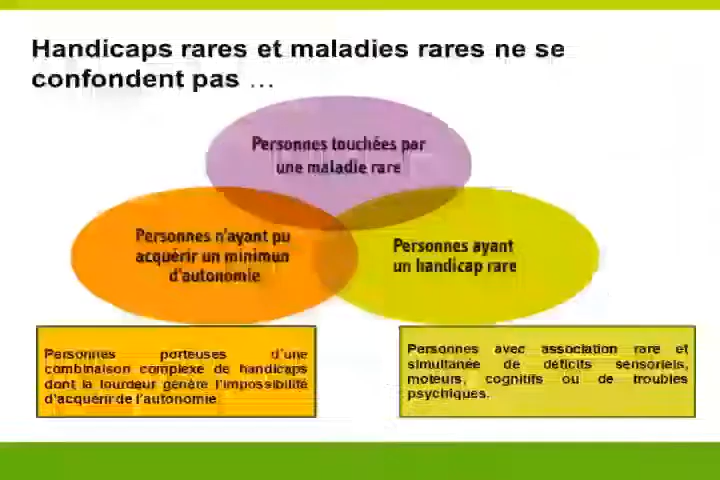 Handicaps rares et maladies rares ne se
confondent pas …
Personnes touchées par
une maladie rare
Personnes n'ayant pu
acquérir un minimun
d'autonomie
Personnes ayant
un handicap rare
Personnes porteuses d'une
combinaison complexe de handicaps
dont la lourdeur génère l'impossibilité
d'acquérir de l'autonomie
Personnes avec association rare et
simultanée de déficits sensoriels,
moteurs, cognitifs ou de troubles
psychiques.